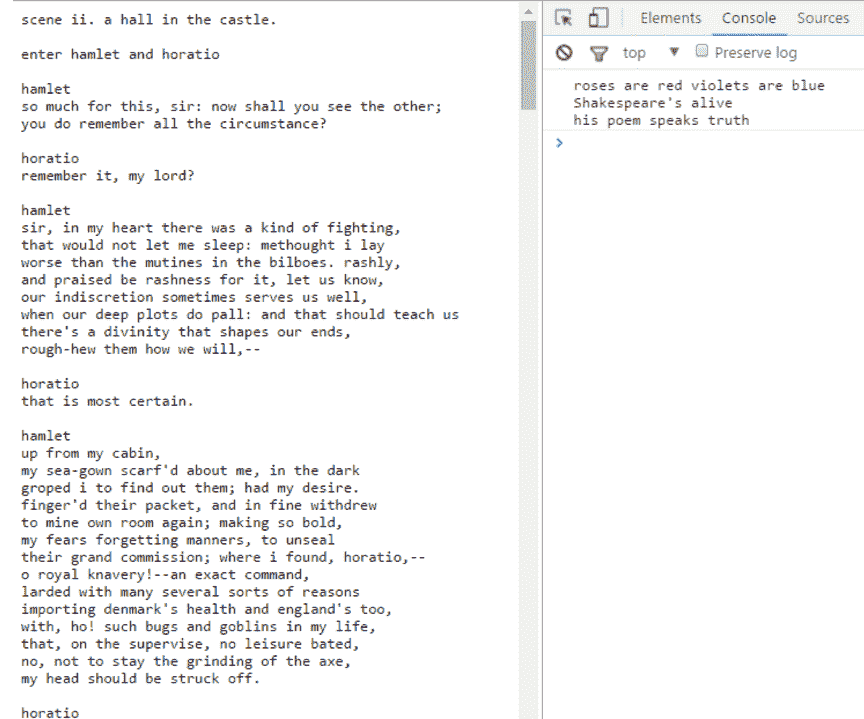 scene ii. a hall in the castle.
enter hamlet and horatio
hamlet
so much for this, sir: now shall you see the other;
you do remember all the circumstance?
horatio
remember it, my lord?
hamlet
sir, in my heart there was a kind of fighting,
that would not let me sleep: methought i lay
worse than the mutines in the bilboes. rashly,
and praised be rashness for it, let us know,
our indiscretion sometimes serves us well,
when our deep plots do pall: and that should teach us
there's a divinity that shapes our ends,
rough-hew them how we will,--
horatio
that is most certain.
hamlet
up from my cabin,
my sea-gown scarf'd about me, in the dark
groped i to find out them; had my desire.
finger'd their packet, and in fine withdrew
to mine own room again; making so bold,
my fears forgetting manners, to unseal
their grand commission; where i found, horatio,--
o royal knavery!--an exact command,
larded with many several sorts of reasons
importing denmark's health and england's too,
with, ho! such bugs and goblins in my life,
that, on the supervise, no leisure bated,
no, not to stay the grinding of the axe,
my head should be struck off.
horatio
Elements Console Sources
top Preserve log
roses are red violets are blue
Shakespeare's alive
his poem speaks truth
>